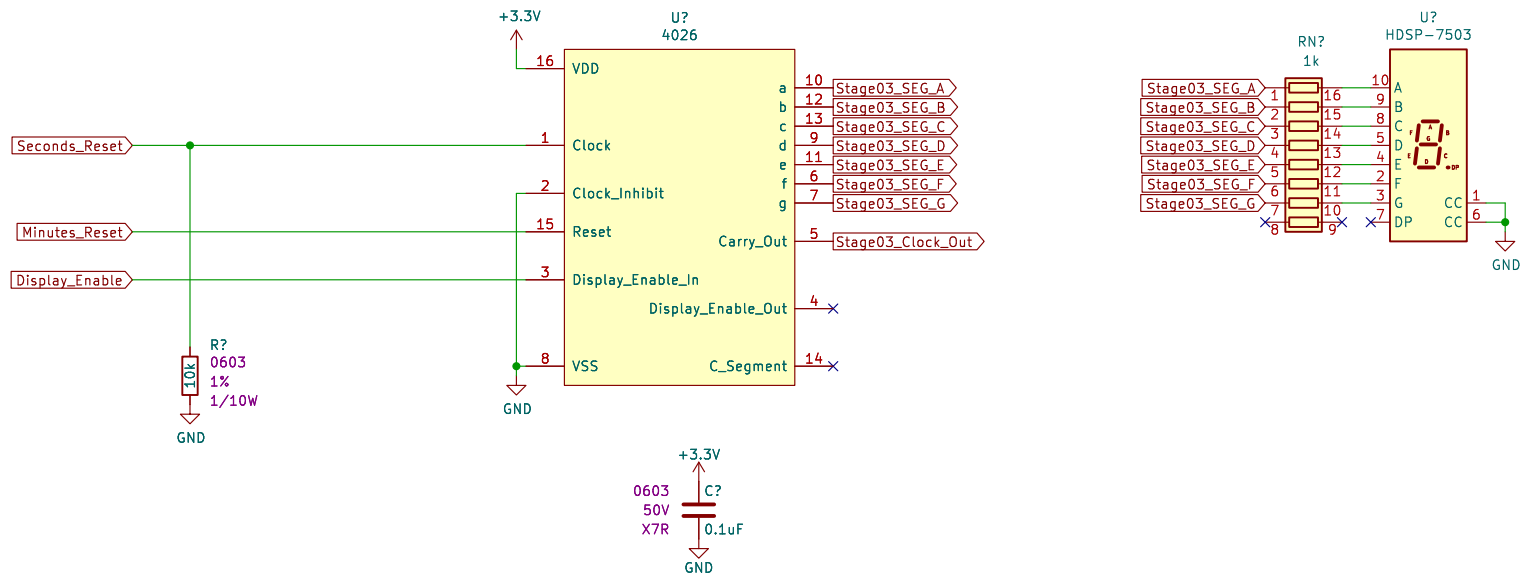 +3.3V
U?
4026
16
VDD
Seconds_Reset
1
Clock
2
Clock_Inhibit
Minutes_Reset
15
Reset
Display_Enable
3
Display_Enable_In
8
VSS
GND
a
10
Stage03_SEG_A
b
12
Stage03_SEG_B
c
13
Stage03_SEG_C
d
9
Stage03_SEG_D
e
11
Stage03_SEG_E
f
6
Stage03_SEG_F
g
7
Stage03_SEG_G
Carry_Out
5
Stage03_Clock_Out
Display_Enable_Out
4
C_Segment
14
R?
0603
10k
1%
1/10W
GND
+3.3V
0603
C?
50V
X7R
0.1uF
GND
RN?
1k
U?
HDSP-7503
Stage03_SEG_A
1
16
10
A
Stage03_SEG_B
2
15
9
B
Stage03_SEG_C
3
14
8
C
Stage03_SEG_D
4
13
5
D
Stage03_SEG_E
5
12
4
E
Stage03_SEG_F
6
11
2
F
Stage03_SEG_G
7
10
3
G
8
9
7
DP
A
F
B
G
E
C
D
DP
CC
1
CC
6
GND